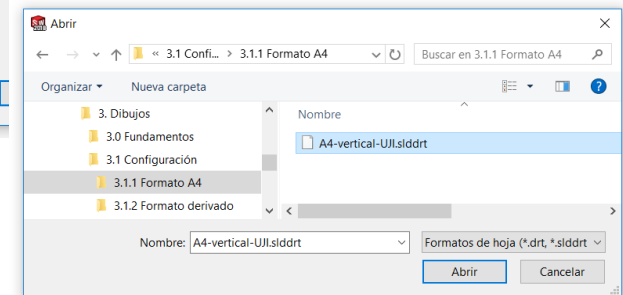 Abrir
« 3.1 Confi... > 3.1.1 Formato A4
Buscar en 3.1.1 Formato A4
Organizar
Nueva carpeta
3. Dibujos
3.0 Fundamentos
3.1 Configuración
3.1.1 Formato A4
3.1.2 Formato derivado
Nombre
A4-vertical-UJI.slddrt
Nombre: A4-vertical-UJI.slddrt
Formatos de hoja (*.drt, *.slddrt
Abrir
Cancelar